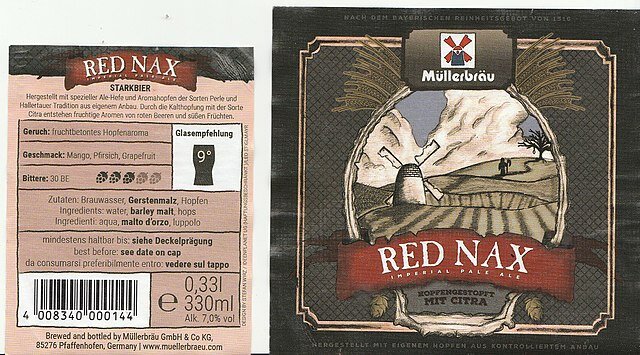 RED NAX
IMPERIAL PALE ALE
STARKBIER
Hergestellt mit spezieller Ale-Hefe und Aromahopfen der Sorten Perle und
Hallertauer Tradition aus eigenem Anbau. Durch die Kalthopfung mit der Sorte
Citra entstehen fruchtige Aromen von roten Beeren und süßen Früchten.
Geruch: fruchtbetontes Hopfenaroma
Geschmack: Mango, Pfirsich, Grapefruit
Bittere: 30 BE
Glasempfehlung
9°
Zutaten: Brauwasser, Gerstenmalz, Hopfen
Ingredients: water, barley malt, hops
Ingredienti: aqua, malto d'orzo, luppolo
mindestens haltbar bis: siehe Deckelprägung
best before: see date on cap
da consumarsi preferibilmente entro: vedere sul tappo
4 008340 000144
e
0,33l
330ml
Alk. 7,0% vol
Brewed and bottled by Müllerbräu GmbH & Co KG,
85276 Pfaffenhofen, Germany | www.muellerbraeu.com
NACH DEM BAYERISCHEN REINHEITSGEBOT VON 1516
Müllerbräu
RED NAX
IMPERIAL PALE ALE
HOPFENGESTOPFT
MIT CITRA
HERGESTELLT MIT EIGENEM HOPFEN AUS KONTROLLIERTEM ANBAU